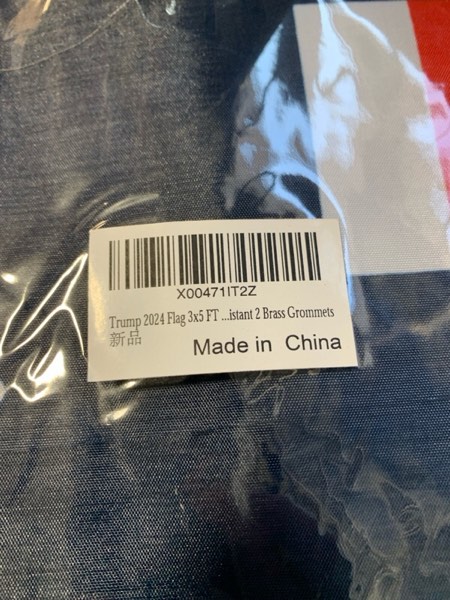 X00471IT2Z
Trump 2024 Flag 3x5 FT ...istant 2 Brass Grommets
新品
Made in China